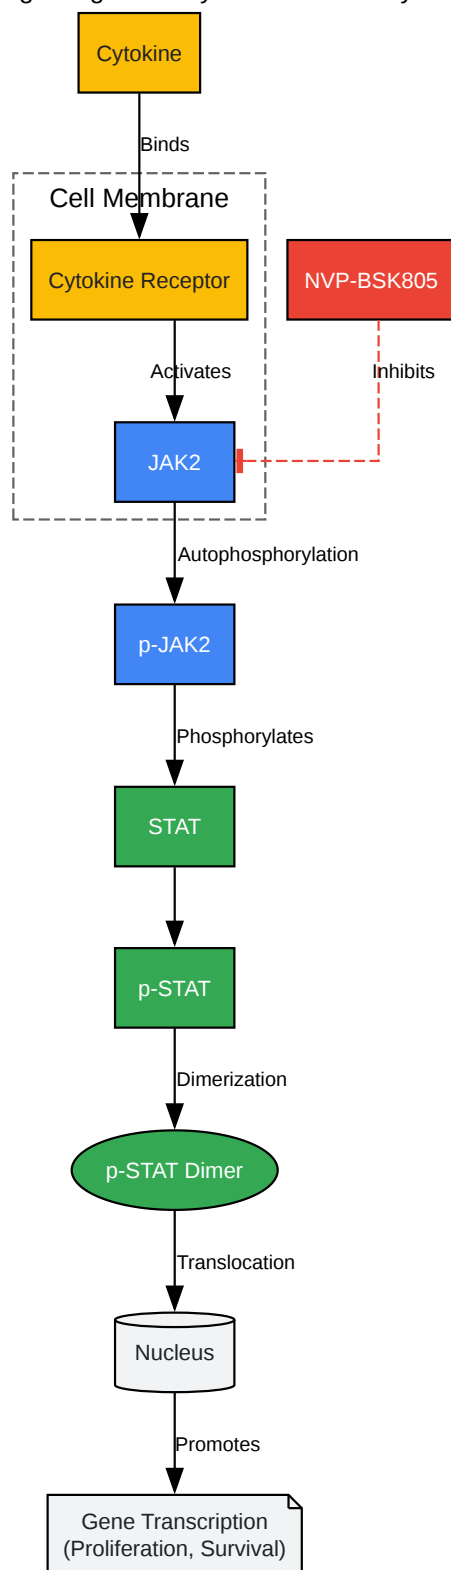 Cytokine
Binds
Cell Membrane
Cytokine Receptor
NVP-BSK805
Activates
Inhibits
JAK2
Autophosphorylation
p-JAK2
Phosphorylates
STAT
p-STAT
Dimerization
p-STAT Dimer
Translocation
Nucleus
Promotes
Gene Transcription
(Proliferation, Survival)